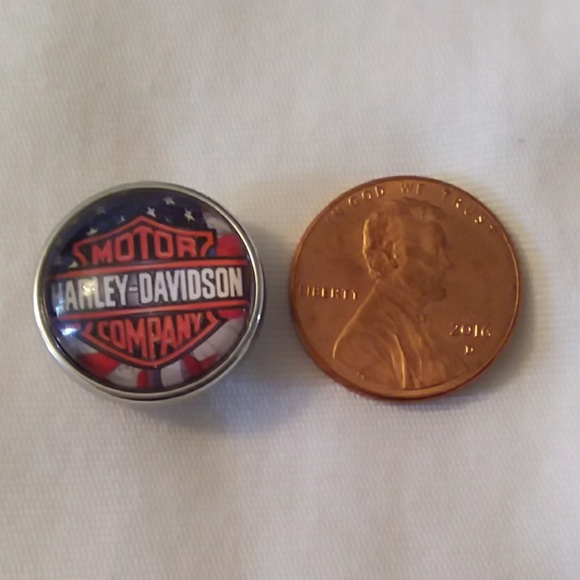 MOTOR
HARLEY-DAVIDSON
COMPANY
IN GOD WE TRUST
LIBERTY
2016
D